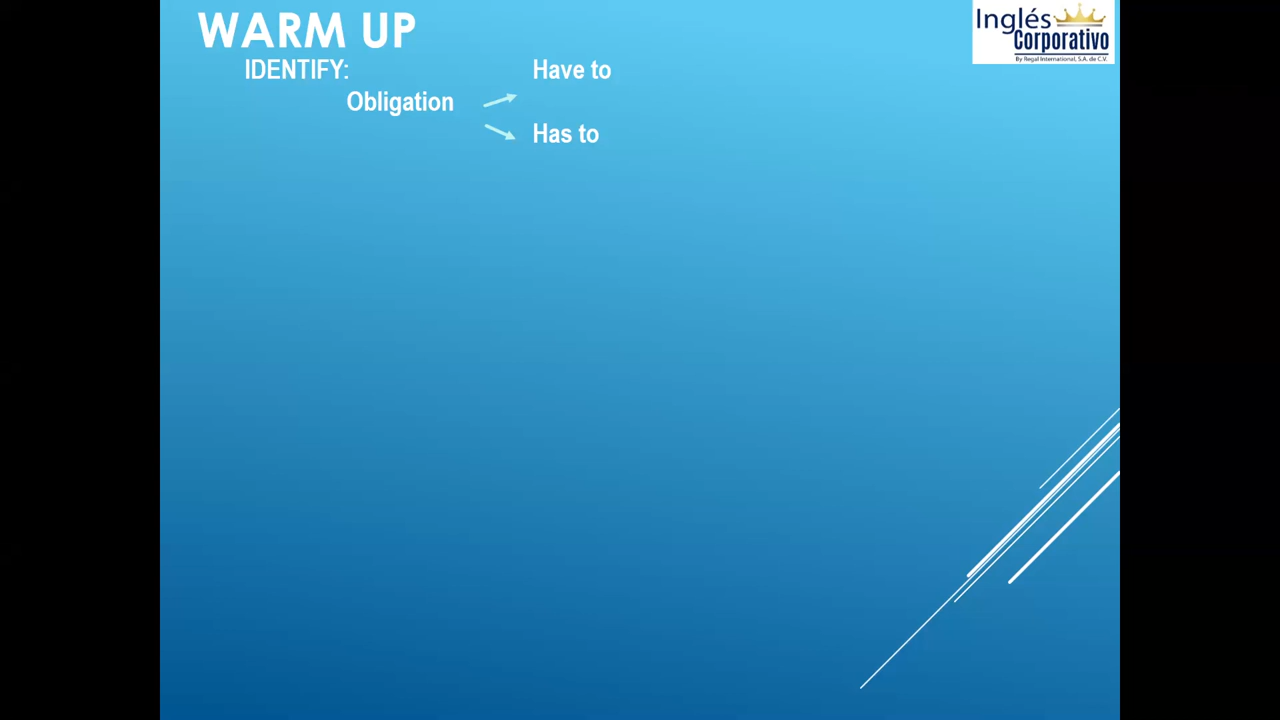 WARM UP
IDENTIFY:
Have to
Obligation
Has to
Inglés
Corporativo
By Regal International, S.A. de C.V.